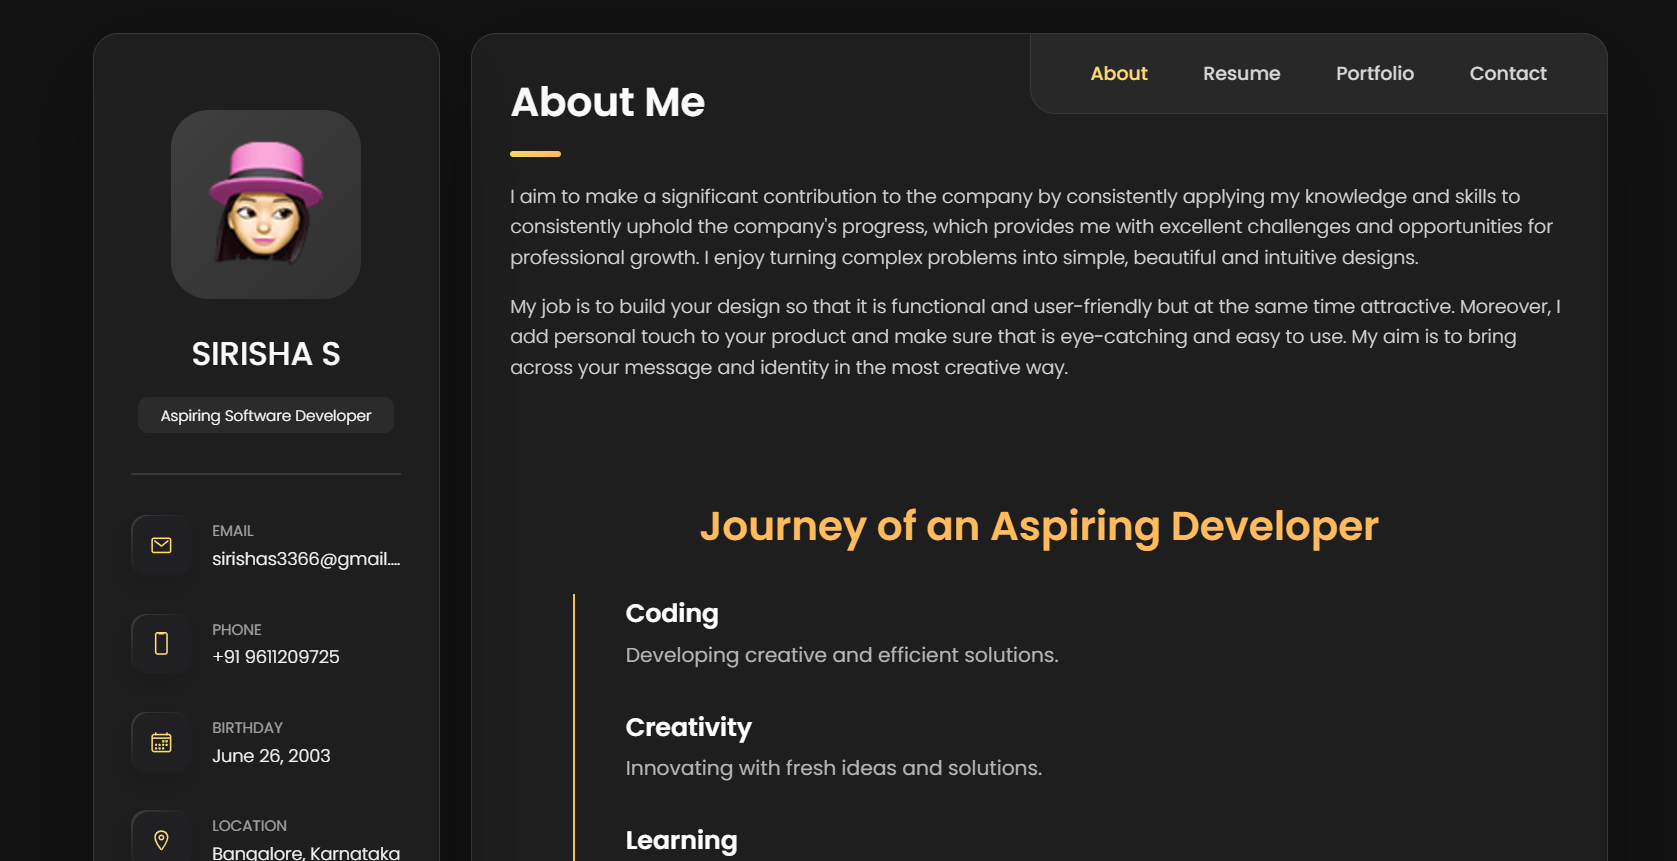 SIRISHA S
Aspiring Software Developer
EMAIL
sirishas3366@gmail....
PHONE
+91 9611209725
BIRTHDAY
June 26, 2003
LOCATION
Bangalore, Karnataka
About
Resume
Portfolio
Contact
About Me
I aim to make a significant contribution to the company by consistently applying my knowledge and skills to
consistently uphold the company's progress, which provides me with excellent challenges and opportunities for
professional growth. I enjoy turning complex problems into simple, beautiful and intuitive designs.
My job is to build your design so that it is functional and user-friendly but at the same time attractive. Moreover, I
add personal touch to your product and make sure that is eye-catching and easy to use. My aim is to bring
across your message and identity in the most creative way.
Journey of an Aspiring Developer
Coding
Developing creative and efficient solutions.
Creativity
Innovating with fresh ideas and solutions.
Learning